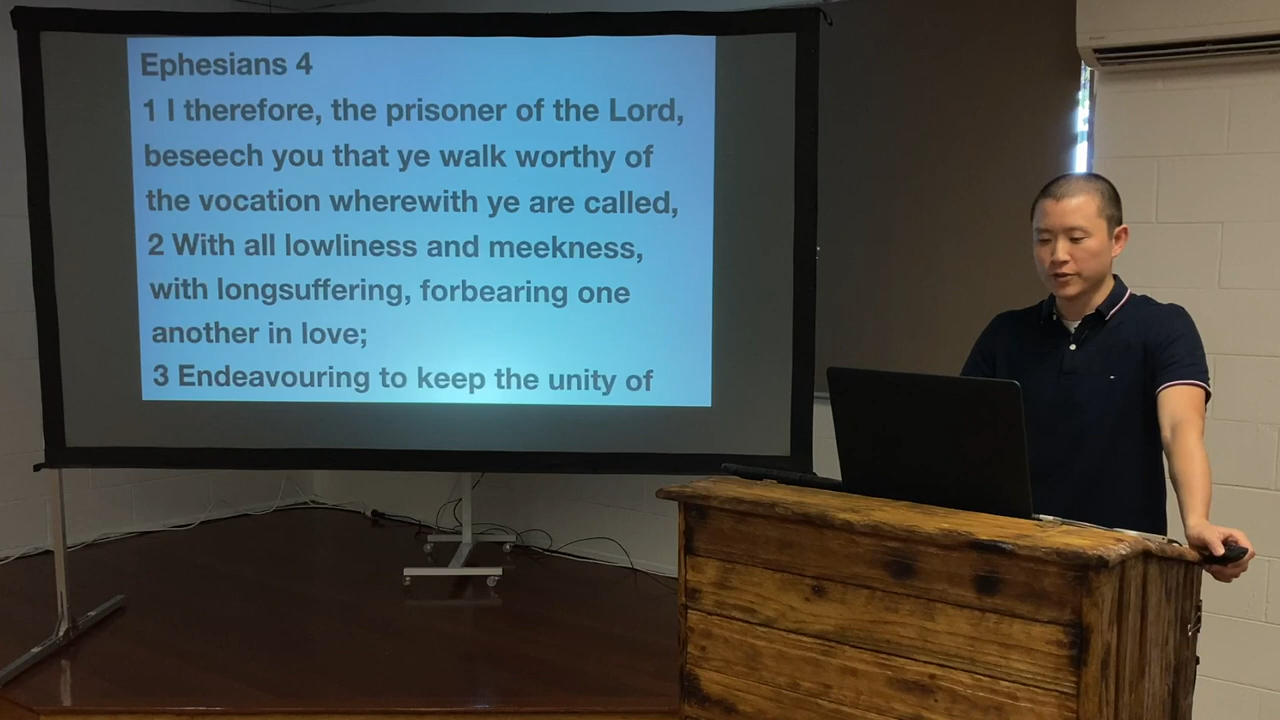 Ephesians 4
1 I therefore, the prisoner of the Lord,
beseech you that ye walk worthy of
the vocation wherewith ye are called,
2 With all lowliness and meekness,
with longsuffering, forbearing one
another in love;
3 Endeavouring to keep the unity of